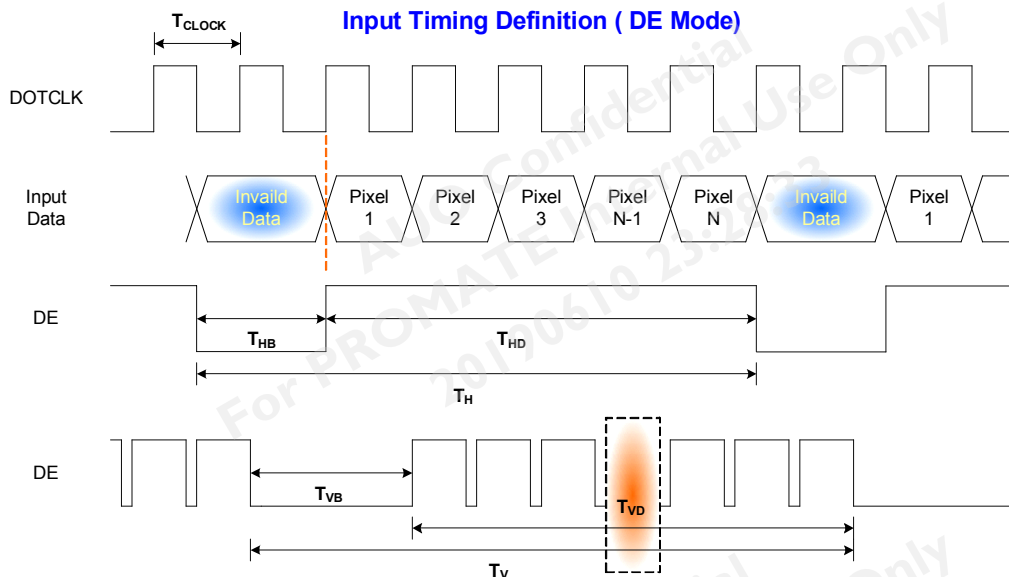 Input Timing Definition ( DE Mode)
TCLOCK
DOTCLK
Input
Data
Invaild
Data
Pixel
1
Pixel
2
Pixel
3
Pixel
N-1
Pixel
N
Invaild
Data
Pixel
1
DE
THB
THD
TH
DE
TVB
TVD
TV
AUO Confidential
For PROMATE Internal Use Only
20190610 23:28:33